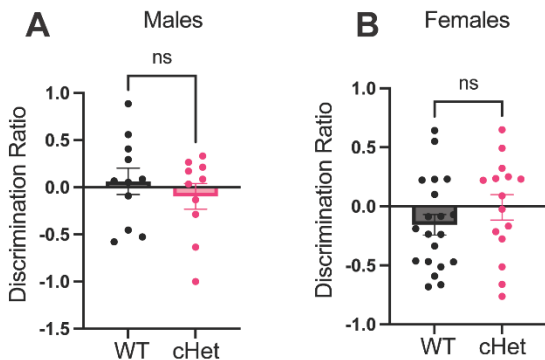 A Males
ns
Discrimination Ratio
1.0
0.5
0.0
-0.5
-1.0
-1.5
WT cHet
B Females
ns
Discrimination Ratio
1.0
0.5
0.0
-0.5
-1.0
WT cHet